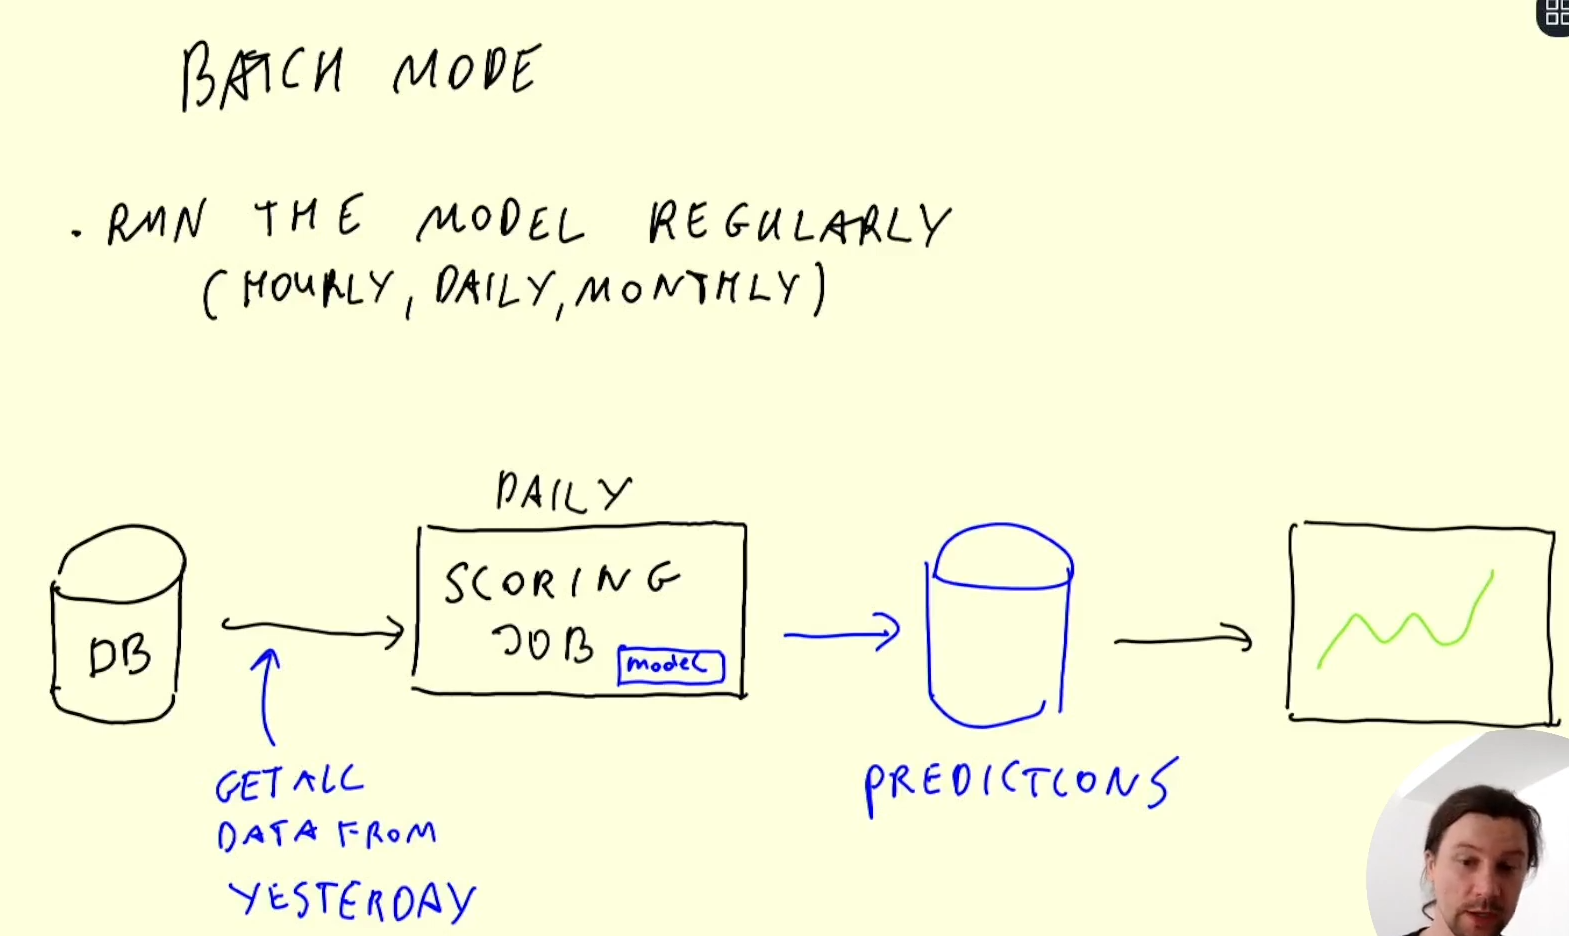 BATCH MODE
. RUN THE MODEL REGULARLY
(HOURLY, DAILY, MONTHLY)
DAILY
DB
SCORING
JOB
model
GET ALL
DATA FROM
YESTERDAY
PREDICTIONS